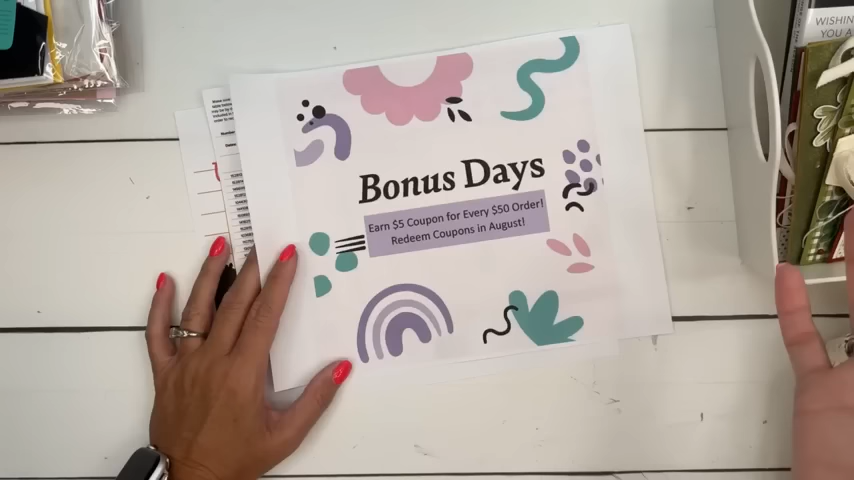 WISHIN
YOU A
Bonus Days
Earn $5 Coupon for Every $50 Order!
Redeem Coupons in August!